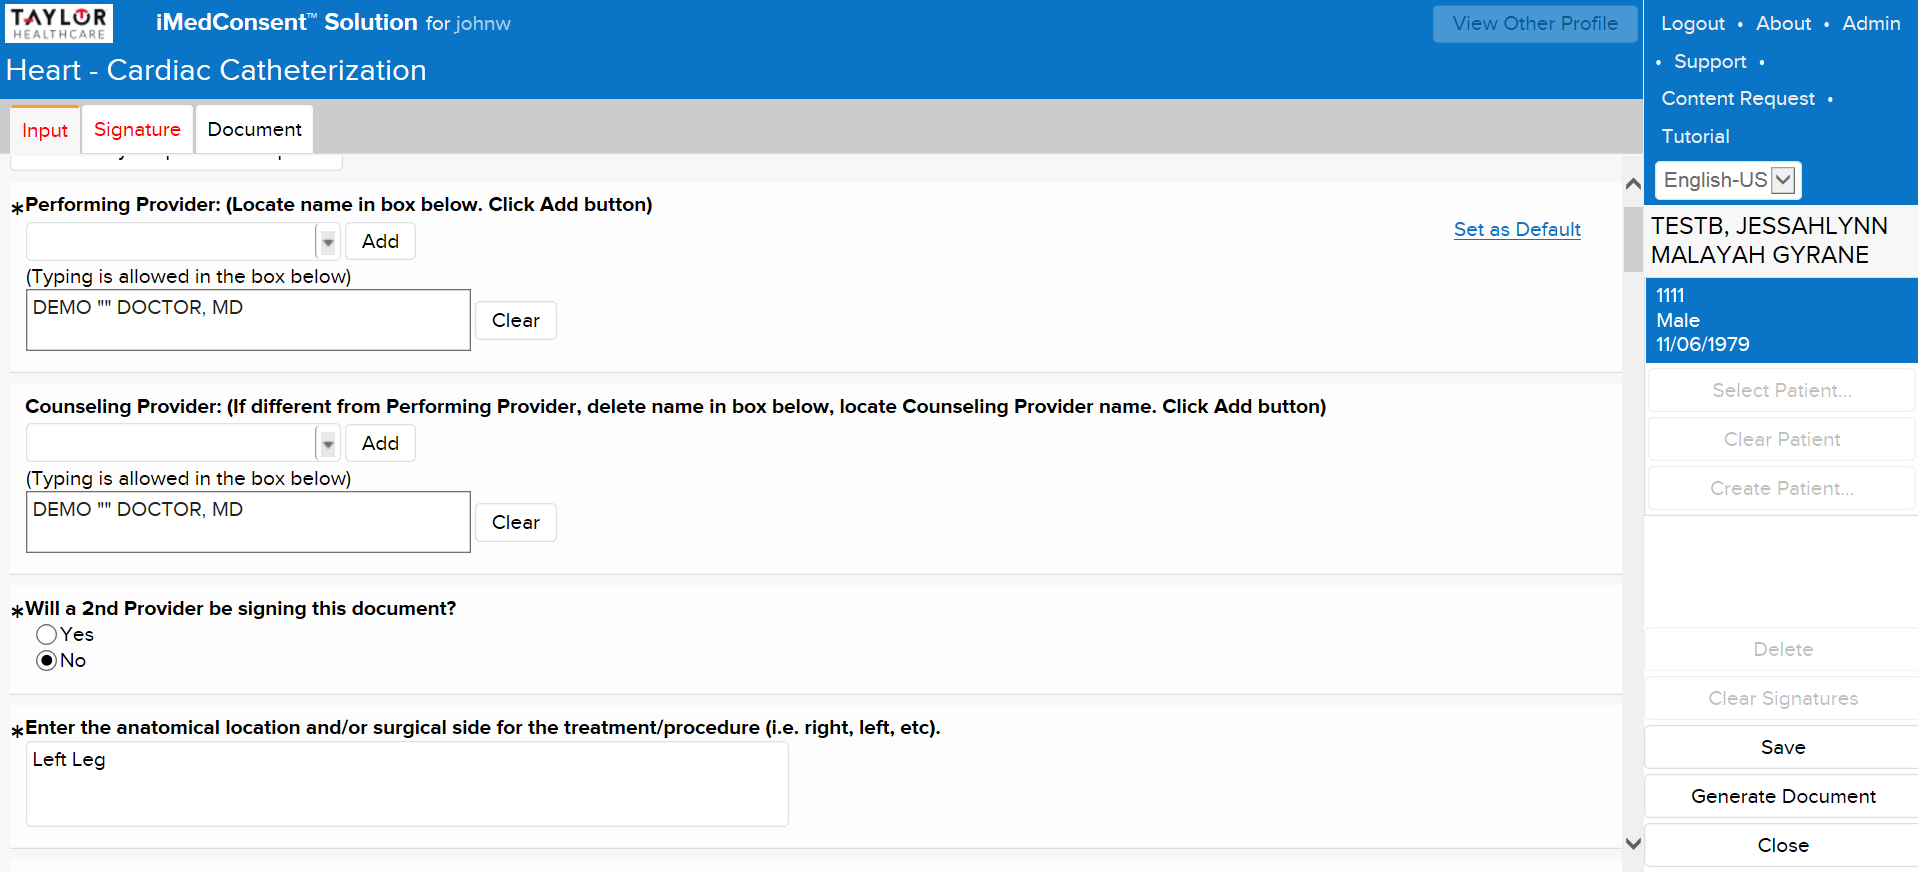 TAYLOR
HEALTHCARE
iMedConsent™ Solution for johnw
View Other Profile
Heart - Cardiac Catheterization
Logout • About • Admin
• Support •
Content Request •
Tutorial
English-US
Input
Signature
Document
*Performing Provider: (Locate name in box below. Click Add button)
Add
Set as Default
(Typing is allowed in the box below)
DEMO "" DOCTOR, MD
Clear
Counseling Provider: (If different from Performing Provider, delete name in box below, locate Counseling Provider name. Click Add button)
Add
(Typing is allowed in the box below)
DEMO "" DOCTOR, MD
Clear
*Will a 2nd Provider be signing this document?
Yes
No
*Enter the anatomical location and/or surgical side for the treatment/procedure (i.e. right, left, etc).
Left Leg
TESTB, JESSAHLYNN
MALAYAH GYRANE
1111
Male
11/06/1979
Select Patient...
Clear Patient
Create Patient...
Delete
Clear Signatures
Save
Generate Document
Close